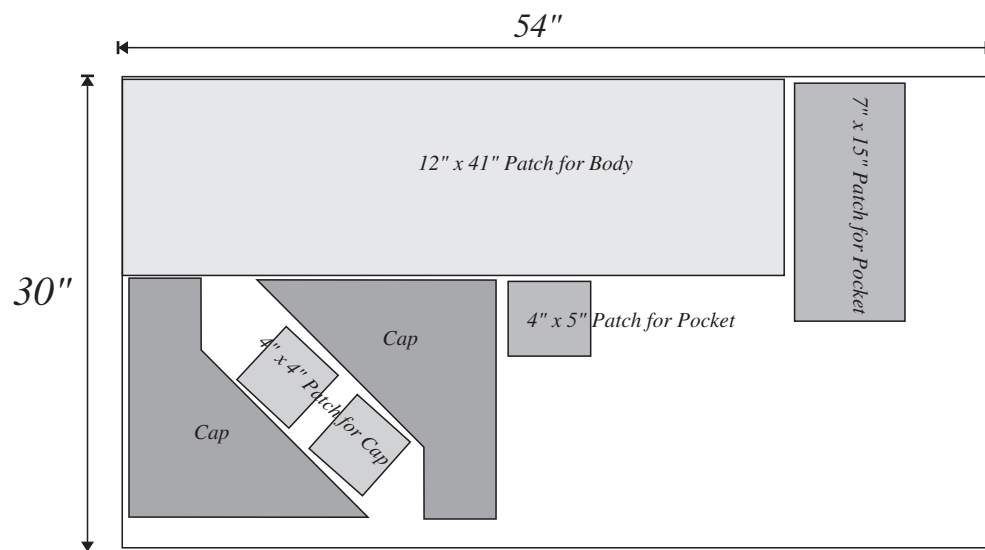 54"
12" x 41" Patch for Body
7" x 15" Patch for Pocket
30"
4" x 5" Patch for Pocket
Cap
4" x 4" Patch for Cap
Cap